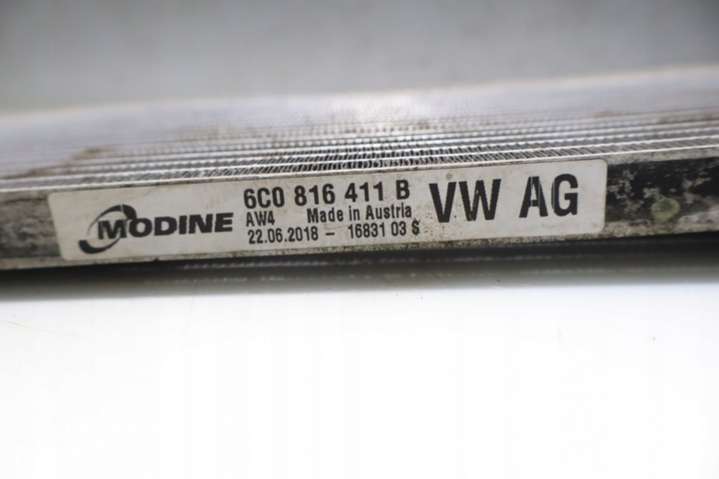 MODINE
6C0 816 411 B
AW4 Made in Austria
22.06.2018 - 16831 03 $
VW AG